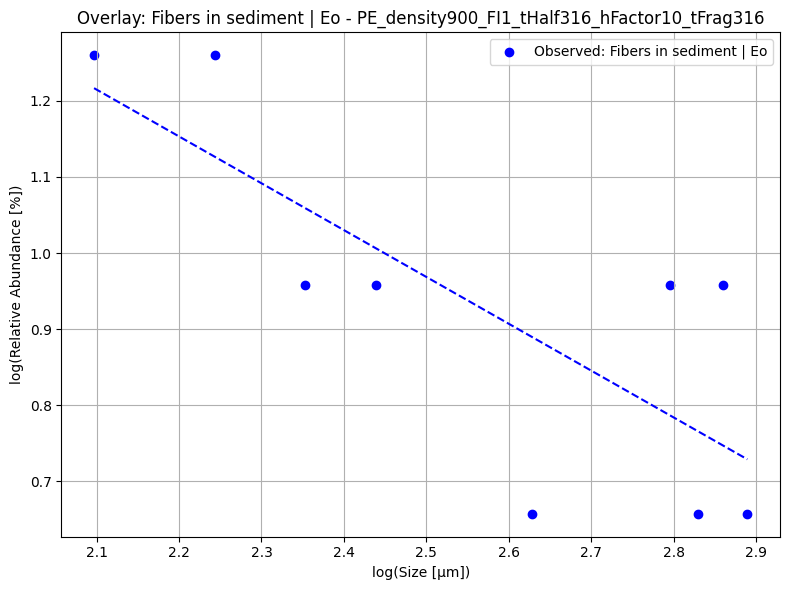 Overlay: Fibers in sediment | Eo - PE_density900_FI1_tHalf316_hFactor10_tFrag316
Observed: Fibers in sediment | Eo
log(Relative Abundance [%])
1.2
1.1
1.0
0.9
0.8
0.7
2.1 2.2 2.3 2.4 2.5 2.6 2.7 2.8 2.9
log(Size [µm])